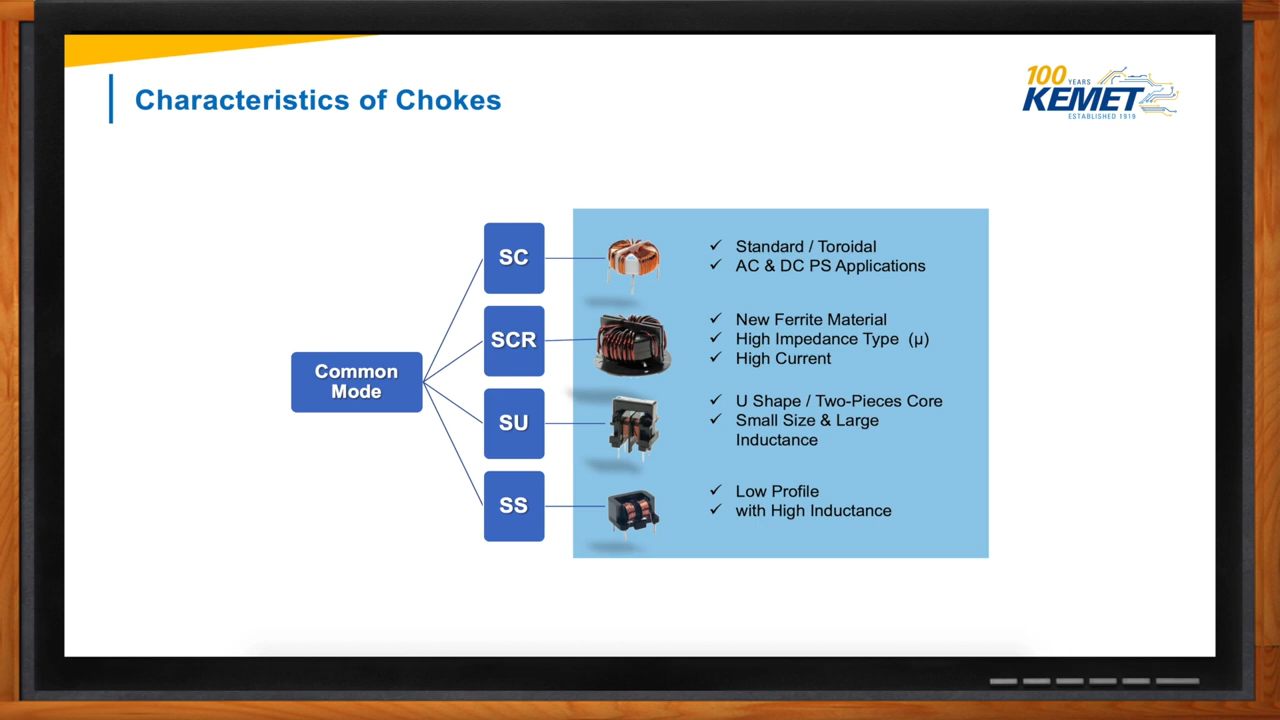 Characteristics of Chokes
100 YEARS
KEMET
ESTABLISHED 1919
Common
Mode
SC
Standard / Toroidal
AC & DC PS Applications
SCR
New Ferrite Material
High Impedance Type (μ)
High Current
SU
U Shape / Two-Pieces Core
Small Size & Large
Inductance
SS
Low Profile
with High Inductance